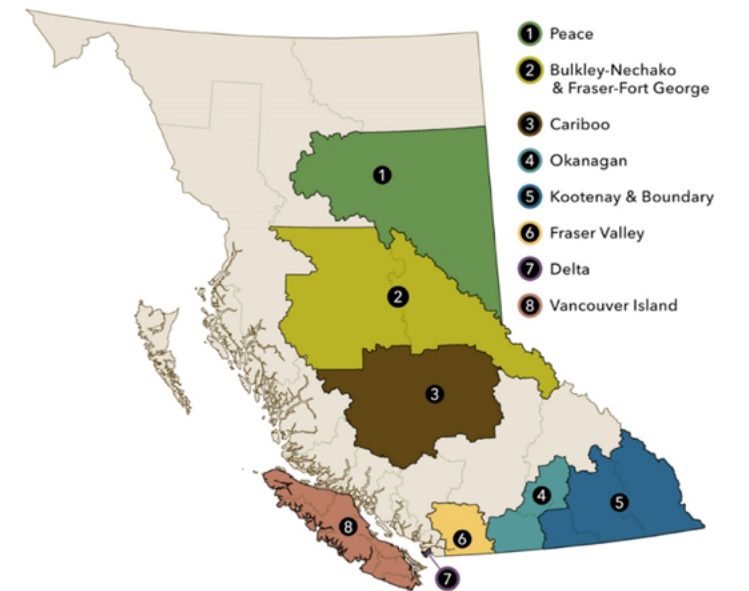 1 Peace
2 Bulkley-Nechako
& Fraser-Fort George
3 Cariboo
4 Okanagan
5 Kootenay & Boundary
6 Fraser Valley
7 Delta
8 Vancouver Island
1
2
3
4
5
8
6
7